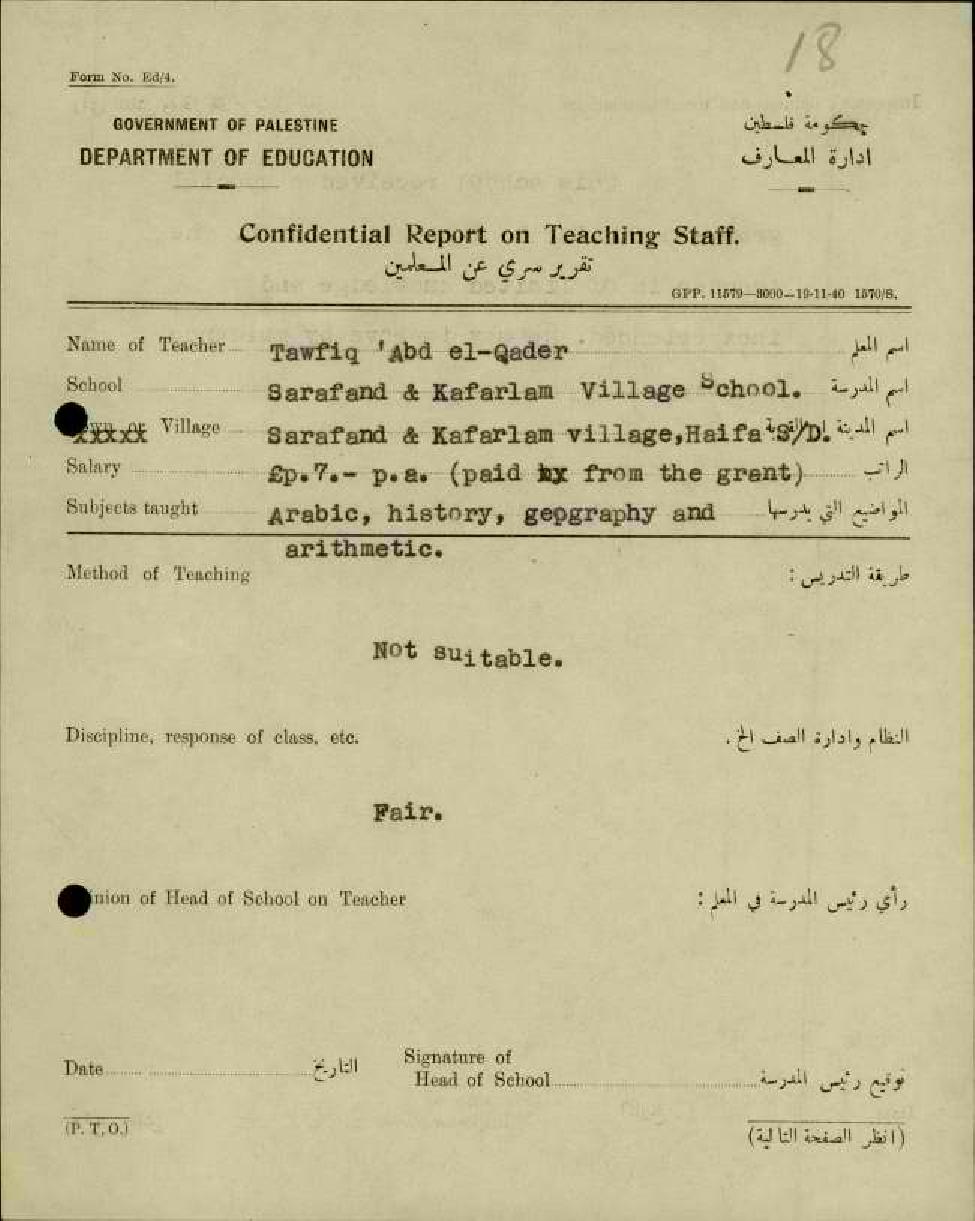 18
Form No. Ed/4.
GOVERNMENT OF PALESTINE حكومة فلسطين
DEPARTMENT OF EDUCATION ادارة المعارف
Confidential Report on Teaching Staff.
تقرير سري عن المعلمين
GPP. 11579—3000—19-11-40 1570/S.
Name of Teacher Tawfiq 'Abd el-Qader اسم المعلم
School Sarafand & Kafarlam Village School. اسم المدرسة
Village Sarafand & Kafarlam village,Haifa S/D. اسم المدينة
Salary £p.7.- p.a. (paid from the grant) الراتب
Subjects taught Arabic, history, geography and المواضيع التي يدرسها
arithmetic.
Method of Teaching طريقة التدريس :
Not suitable.
Discipline, response of class, etc. النظام وادارة الصف الخ .
Fair.
nion of Head of School on Teacher رأي رئيس المدرسة في المعلم :
Date التاريخ
Signature of
Head of School توقيع رئيس المدرسة
(P. T. O.) (انظر الصفحة التالية)